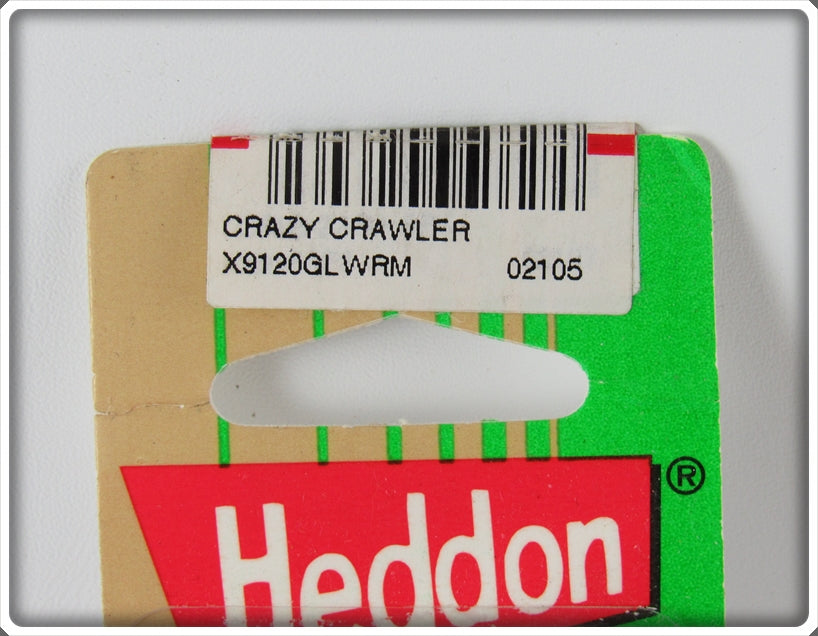 CRAZY CRAWLER
X9120GLWRM 02105
®
Heddon